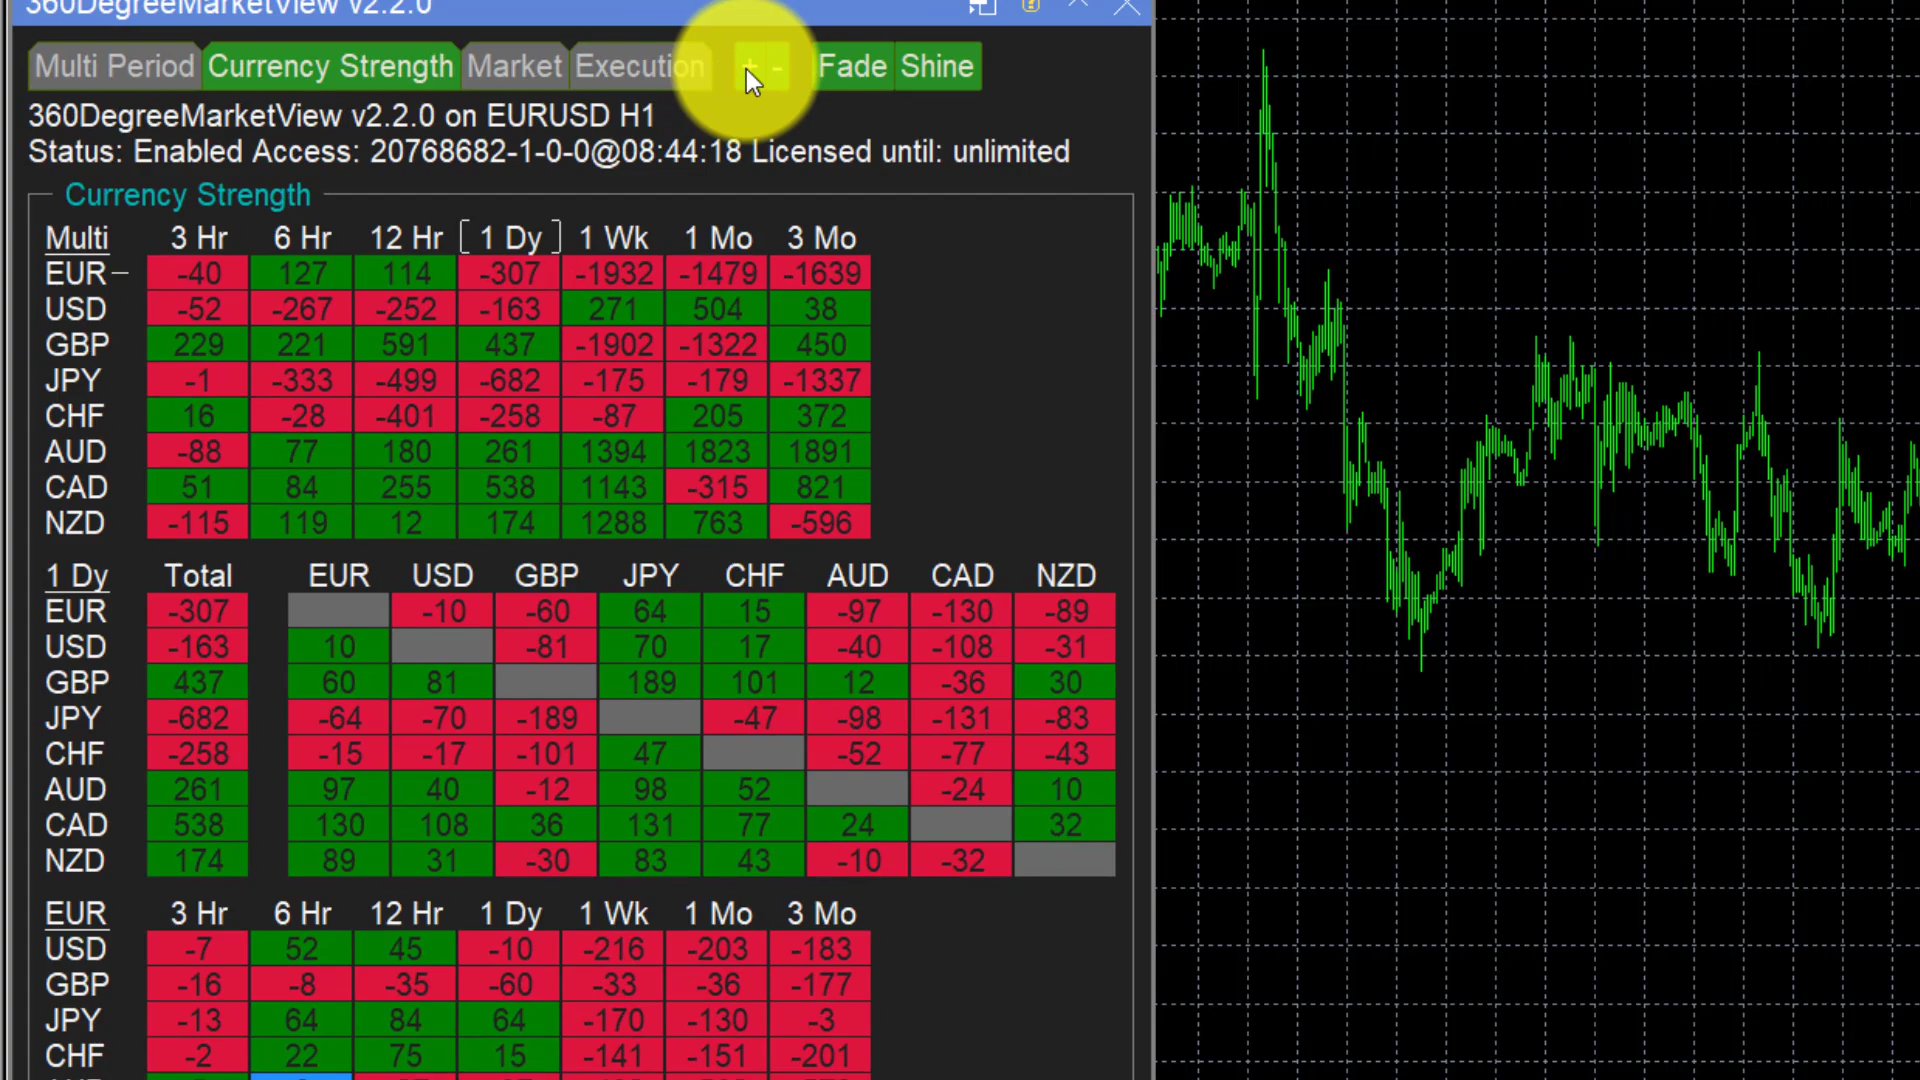 360DegreeMarketView v2.2.0
Multi Period Currency Strength Market Execution + - Fade Shine
360DegreeMarketView v2.2.0 on EURUSD H1
Status: Enabled Access: 20768682-1-0-0@08:44:18 Licensed until: unlimited
Currency Strength
Multi 3 Hr 6 Hr 12 Hr [ 1 Dy ] 1 Wk 1 Mo 3 Mo
EUR – -40 127 114 -307 -1932 -1479 -1639
USD -52 -267 -252 -163 271 504 38
GBP 229 221 591 437 -1902 -1322 450
JPY -1 -333 -499 -682 -175 -179 -1337
CHF 16 -28 -401 -258 -87 205 372
AUD -88 77 180 261 1394 1823 1891
CAD 51 84 255 538 1143 -315 821
NZD -115 119 12 174 1288 763 -596
1 Dy Total EUR USD GBP JPY CHF AUD CAD NZD
EUR -307 -10 -60 64 15 -97 -130 -89
USD -163 10 -81 70 17 -40 -108 -31
GBP 437 60 81 189 101 12 -36 30
JPY -682 -64 -70 -189 -47 -98 -131 -83
CHF -258 -15 -17 -101 47 -52 -77 -43
AUD 261 97 40 -12 98 52 -24 10
CAD 538 130 108 36 131 77 24 32
NZD 174 89 31 -30 83 43 -10 -32
EUR 3 Hr 6 Hr 12 Hr 1 Dy 1 Wk 1 Mo 3 Mo
USD -7 52 45 -10 -216 -203 -183
GBP -16 -8 -35 -60 -33 -36 -177
JPY -13 64 84 64 -170 -130 -3
CHF -2 22 75 15 -141 -151 -201